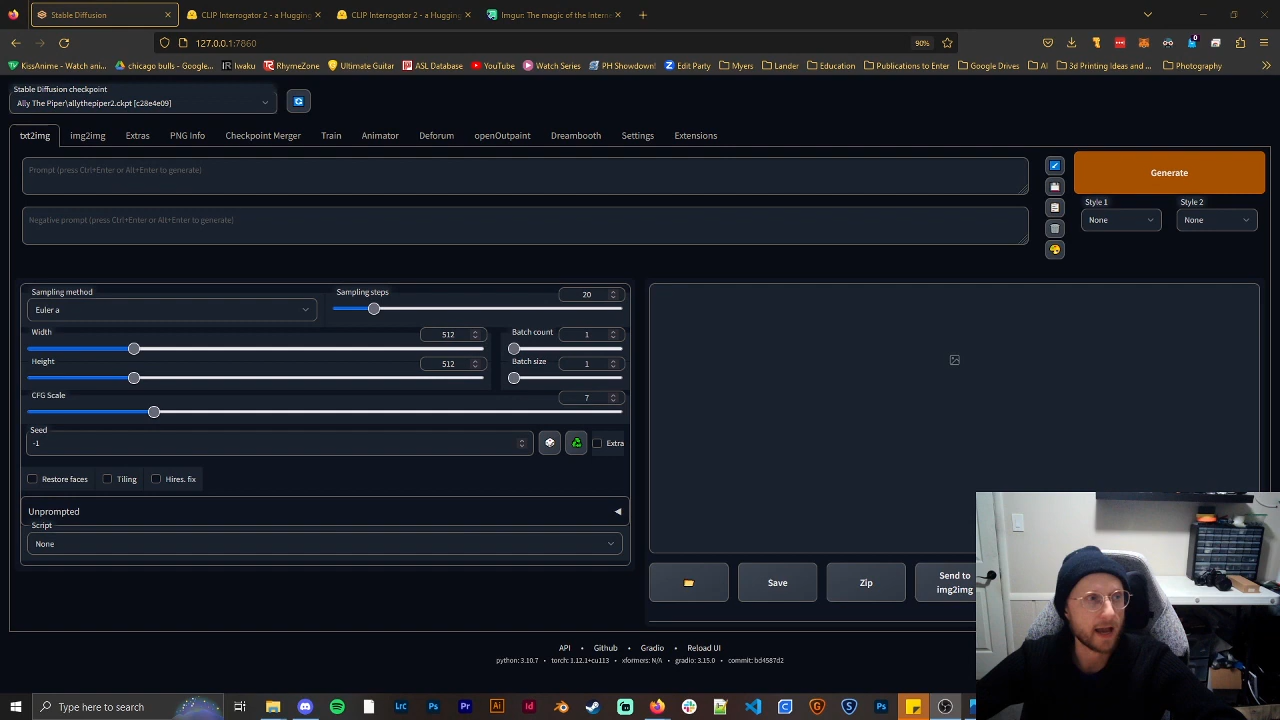 Stable Diffusion
CLIP Interrogator 2 - a Hugging
CLIP Interrogator 2 - a Hugging
Imgur: The magic of the Interr
127.0.0.1:7860
90%
KissAnime - Watch ani...
chicago bulls - Google...
Iwaku
RhymeZone
Ultimate Guitar
ASL Database
YouTube
Watch Series
PH Showdown!
Edit Party
Myers
Lander
Education
Publications to Enter
Google Drives
AI
3d Printing Ideas and ...
Photography
Stable Diffusion checkpoint
Ally The Piper\allythepiper2.ckpt [c28e4e09]
txt2img
img2img
Extras
PNG Info
Checkpoint Merger
Train
Animator
Deforum
openOutpaint
Dreambooth
Settings
Extensions
Prompt (press Ctrl+Enter or Alt+Enter to generate)
Generate
Negative prompt (press Ctrl+Enter or Alt+Enter to generate)
Style 1
Style 2
None
None
Sampling method
Sampling steps
20
Euler a
Width
512
Batch count
1
Height
512
Batch size
1
CFG Scale
7
Seed
-1
Extra
Restore faces
Tiling
Hires. fix
Unprompted
Script
None
Save
Zip
Send to
img2img
API • Github • Gradio • Reload UI
python: 3.10.7 • torch: 1.12.1+cu113 • xformers: N/A • gradio: 3.15.0 • commit: bd4587d2
Type here to search
Lrc
Ps
Pr
Ai
Id
Ps